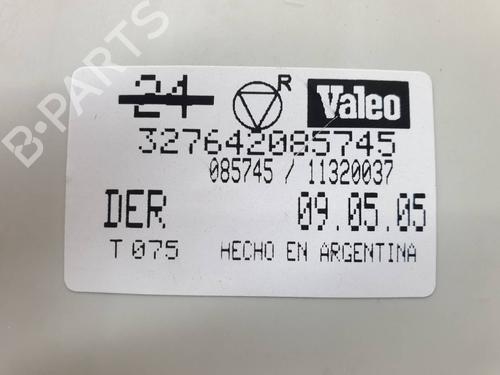 24 R Valeo
327642085745
085745 / 11320037
DER 09.05.05
T 075 HECHO EN ARGENTINA
B-PARTS